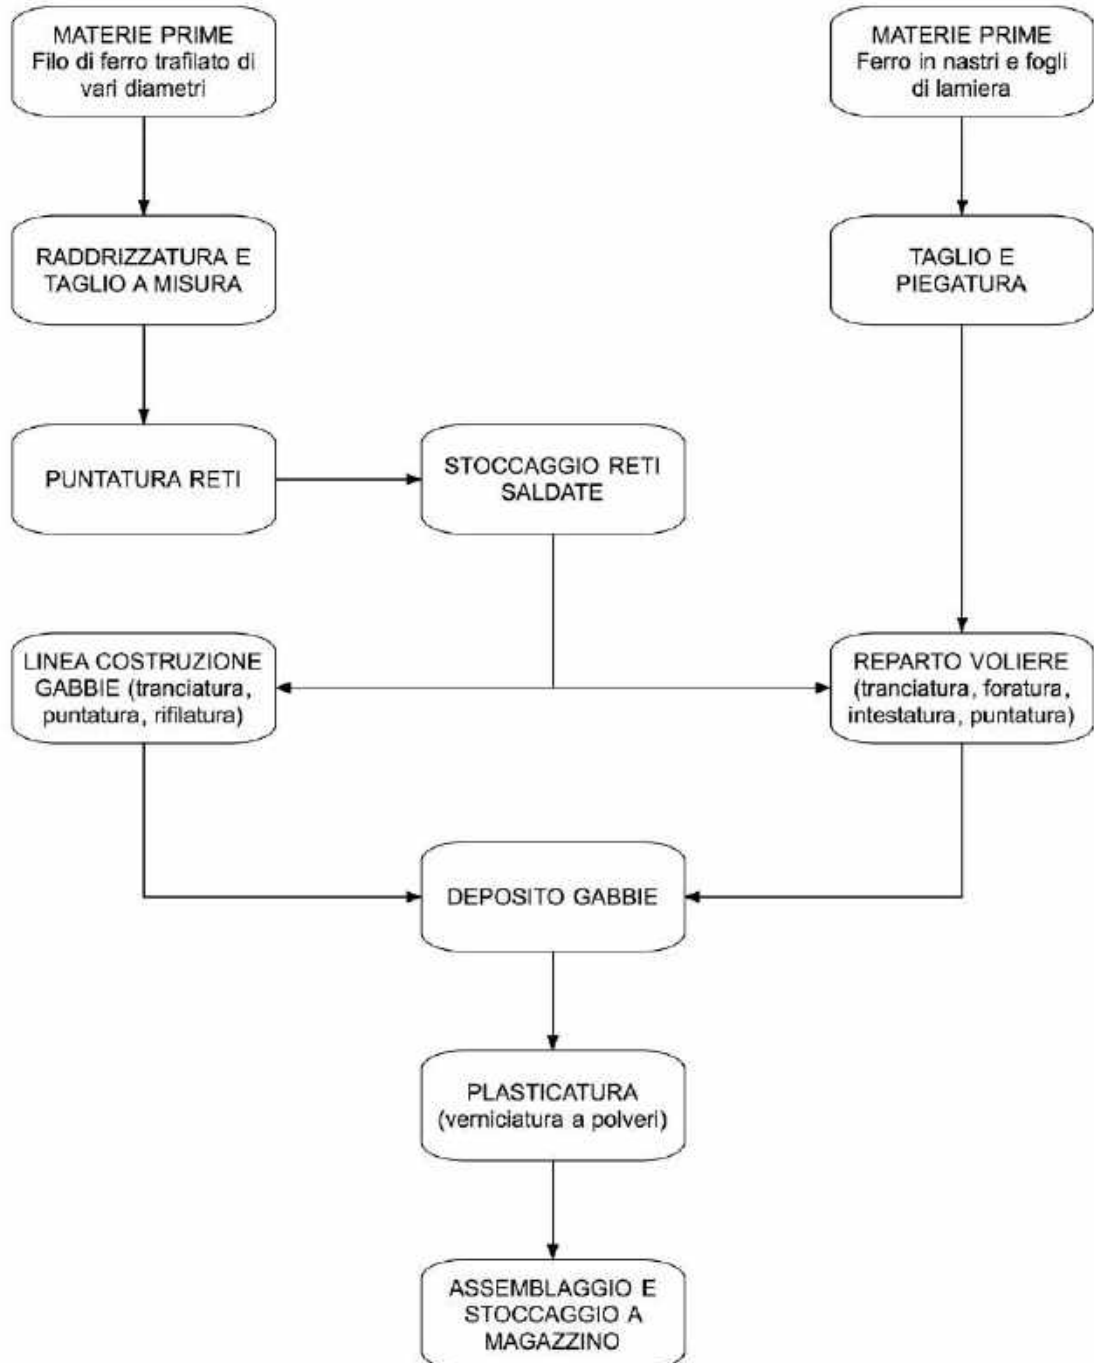 MATERIE PRIME
Filo di ferro trafilato di
vari diametri
MATERIE PRIME
Ferro in nastri e fogli
di lamiera
RADDRIZZATURA E
TAGLIO A MISURA
TAGLIO E
PIEGATURA
PUNTATURA RETI
STOCCAGGIO RETI
SALDATE
LINEA COSTRUZIONE
GABBIE (tranciatura,
puntatura, rifilatura)
REPARTO VOLIERE
(tranciatura, foratura,
intestatura, puntatura)
DEPOSITO GABBIE
PLASTICATURA
(verniciatura a polveri)
ASSEMBLAGGIO E
STOCCAGGIO A
MAGAZZINO